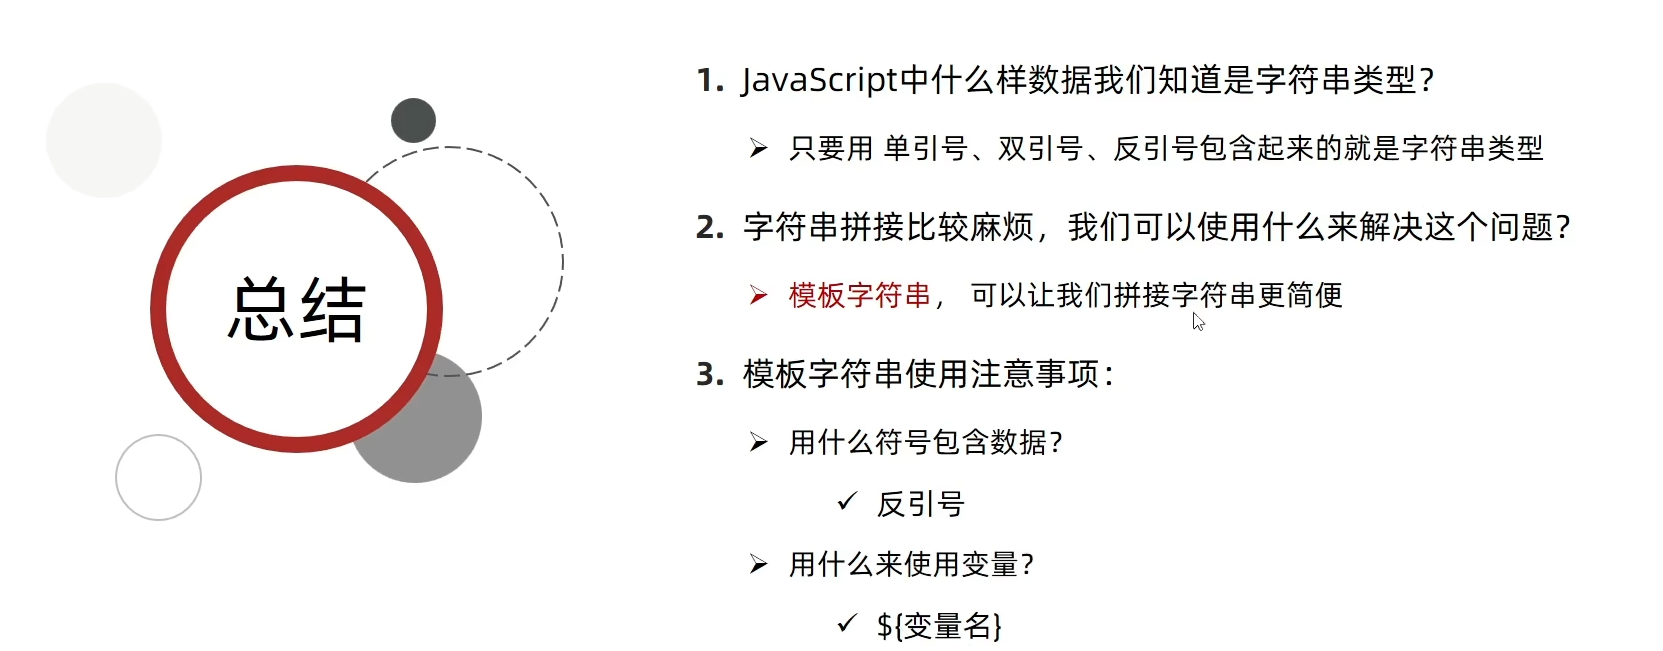 总结
1. JavaScript中什么样数据我们知道是字符串类型？
只要用 单引号、双引号、反引号包含起来的就是字符串类型
2. 字符串拼接比较麻烦，我们可以使用什么来解决这个问题？
模板字符串， 可以让我们拼接字符串更简便
3. 模板字符串使用注意事项：
用什么符号包含数据？
✓ 反引号
用什么来使用变量？
✓ ${变量名}